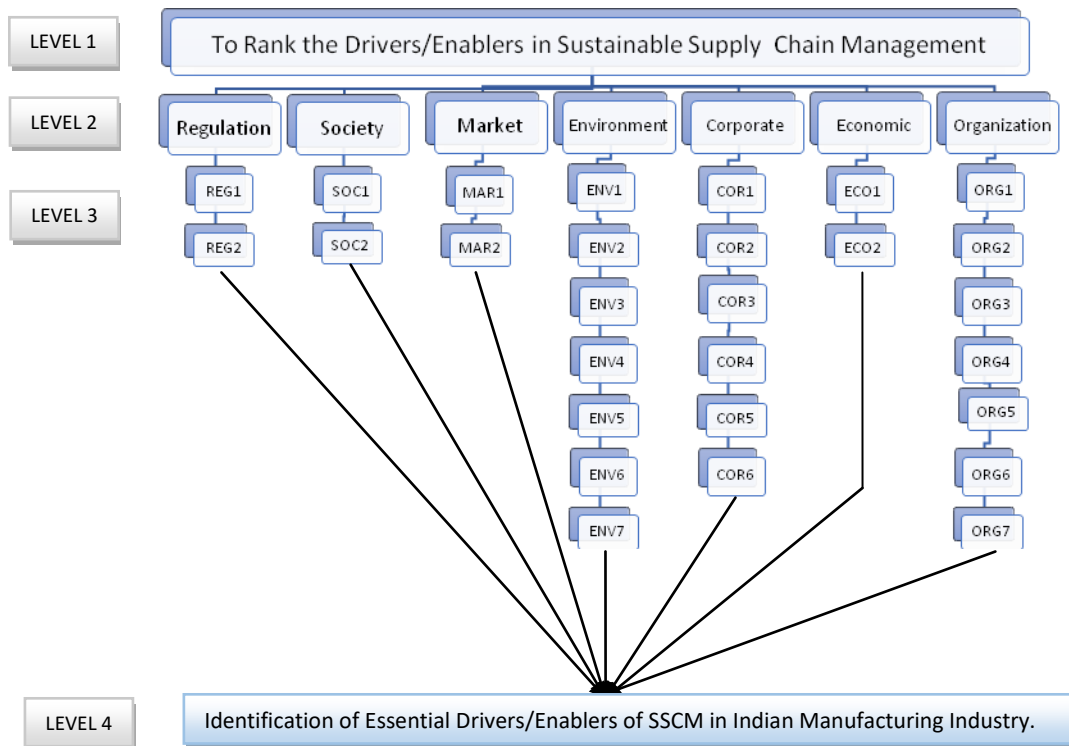 LEVEL 1
To Rank the Drivers/Enablers in Sustainable Supply Chain Management
LEVEL 2
Regulation
Society
Market
Environment
Corporate
Economic
Organization
LEVEL 3
REG1
SOC1
MAR1
ENV1
COR1
ECO1
ORG1
REG2
SOC2
MAR2
ENV2
COR2
ECO2
ORG2
ENV3
COR3
ORG3
ENV4
COR4
ORG4
ENV5
COR5
ORG5
ENV6
COR6
ORG6
ENV7
ORG7
LEVEL 4
Identification of Essential Drivers/Enablers of SSCM in Indian Manufacturing Industry.